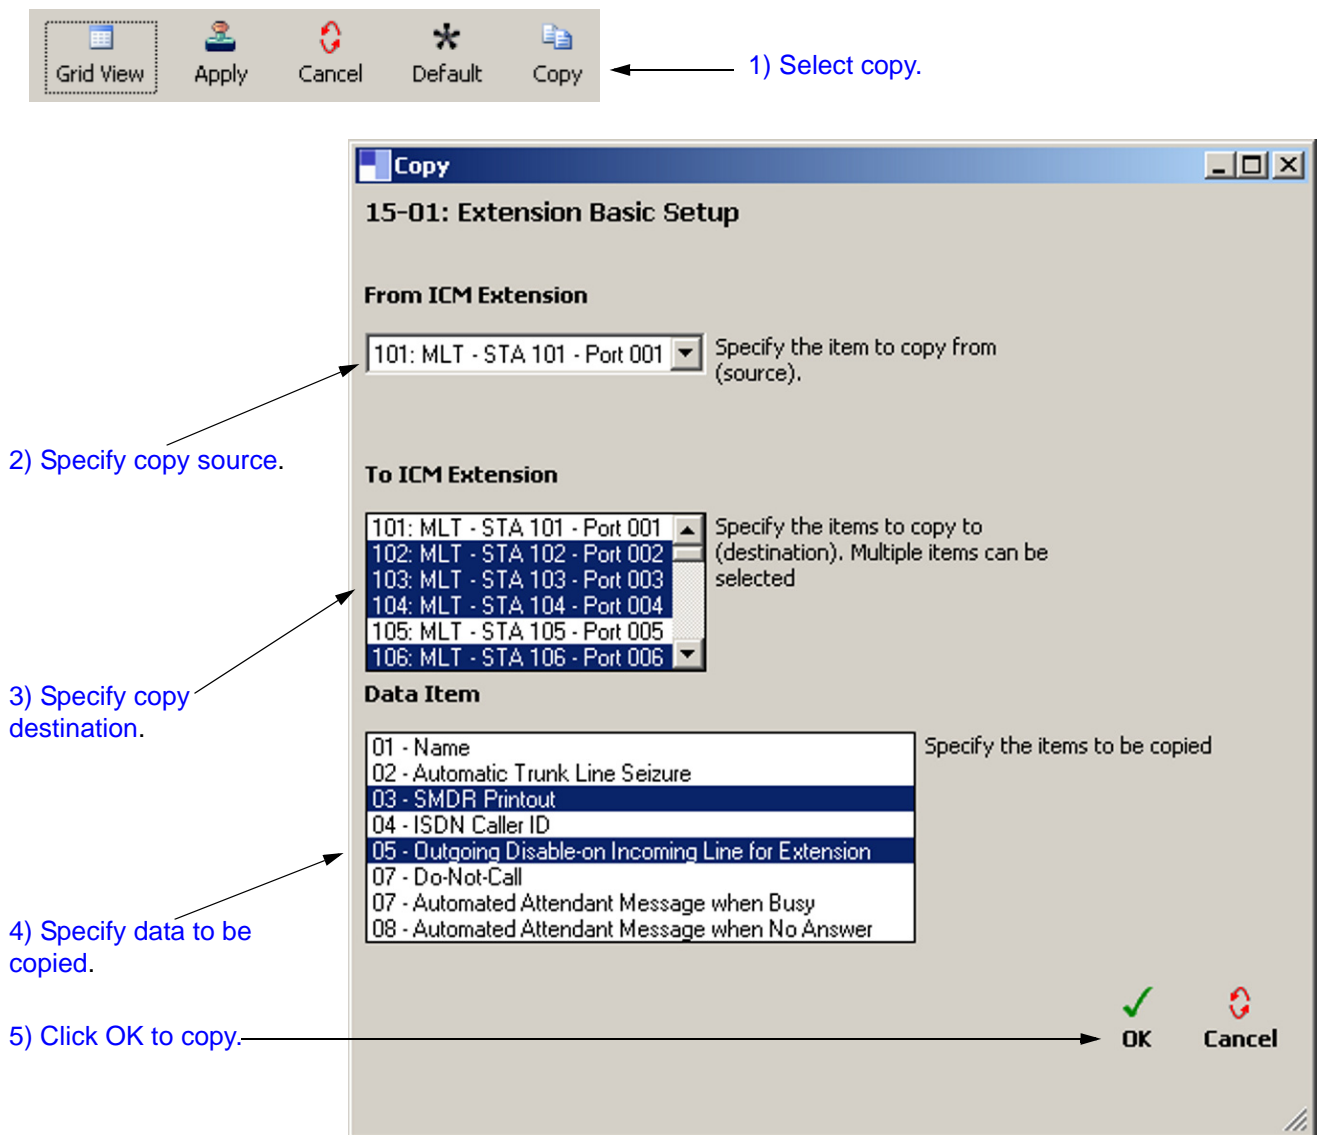 Grid View Apply Cancel Default Copy
1) Select copy.
Copy
15-01: Extension Basic Setup
From ICM Extension
101: MLT - STA 101 - Port 001
Specify the item to copy from
(source).
2) Specify copy source.
To ICM Extension
101: MLT - STA 101 - Port 001
102: MLT - STA 102 - Port 002
103: MLT - STA 103 - Port 003
104: MLT - STA 104 - Port 004
105: MLT - STA 105 - Port 005
106: MLT - STA 106 - Port 006
Specify the items to copy to
(destination). Multiple items can be
selected
3) Specify copy
destination.
Data Item
01 - Name
02 - Automatic Trunk Line Seizure
03 - SMDR Printout
04 - ISDN Caller ID
05 - Outgoing Disable-on Incoming Line for Extension
07 - Do-Not-Call
07 - Automated Attendant Message when Busy
08 - Automated Attendant Message when No Answer
Specify the items to be copied
4) Specify data to be
copied.
5) Click OK to copy.
OK Cancel